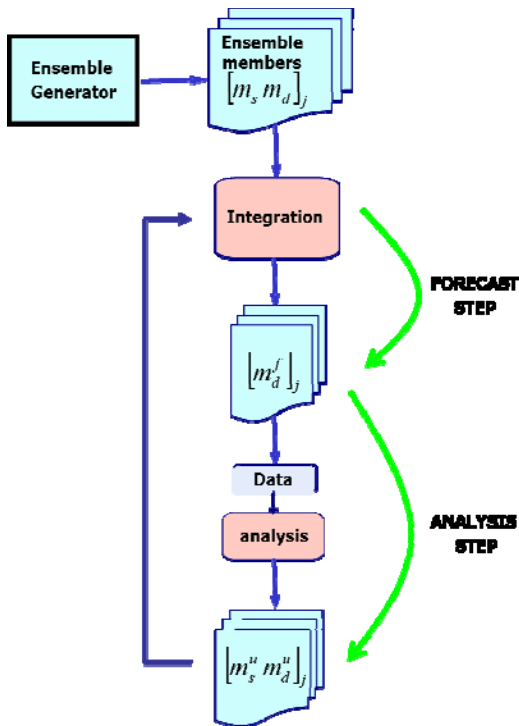 Ensemble
Generator
Ensemble
members
[m_s m_d]_j
Integration
FORECAST
STEP
⌊m_d^f⌋_j
Data
analysis
ANALYSIS
STEP
⌊m_s^u m_d^u⌋_j